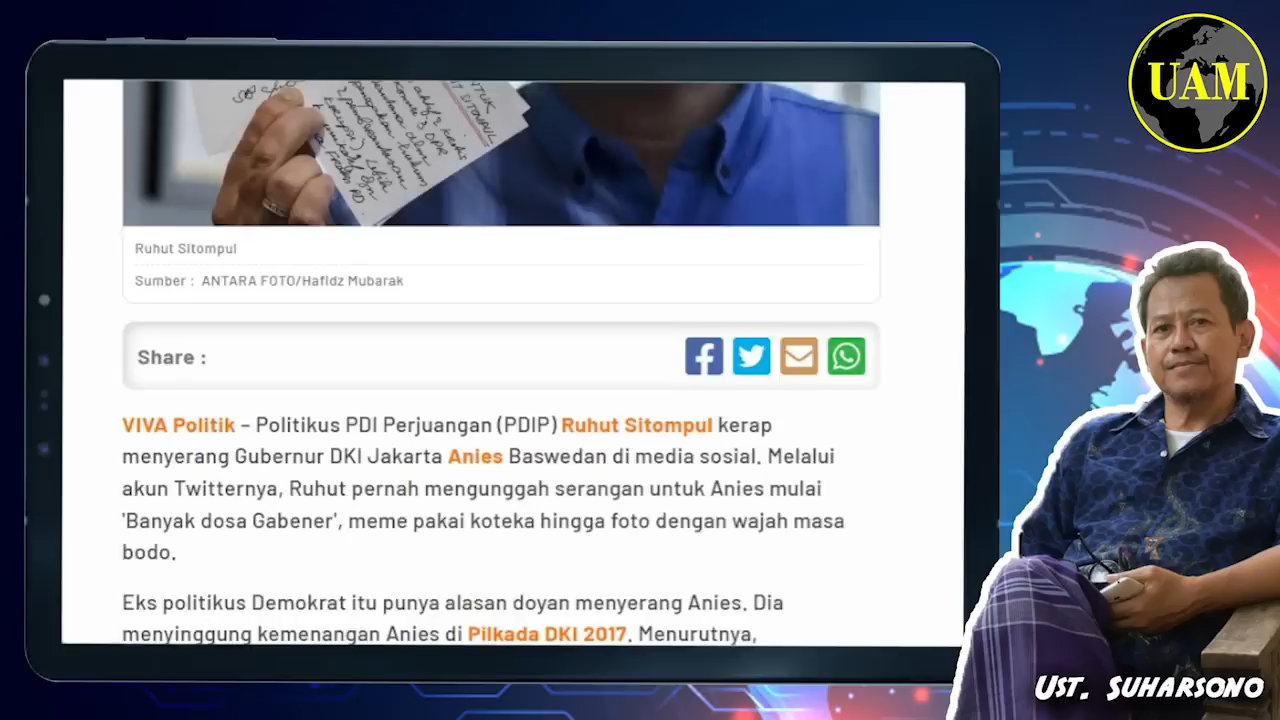 UAM
Ruhut Sitompul
Sumber : ANTARA FOTO/Hafidz Mubarak
Share :
VIVA Politik – Politikus PDI Perjuangan (PDIP) Ruhut Sitompul kerap
menyerang Gubernur DKI Jakarta Anies Baswedan di media sosial. Melalui
akun Twitternya, Ruhut pernah mengunggah serangan untuk Anies mulai
'Banyak dosa Gabener', meme pakai koteka hingga foto dengan wajah masa
bodo.
Eks politikus Demokrat itu punya alasan doyan menyerang Anies. Dia
menyinggung kemenangan Anies di Pilkada DKI 2017. Menurutnya,
Ust. Suharsono